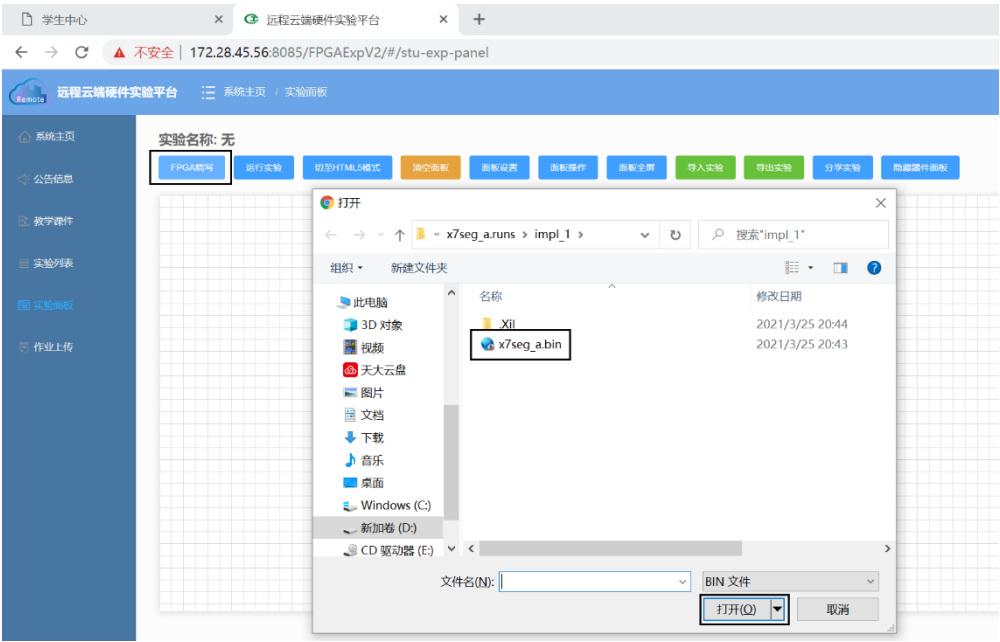 学生中心
远程云端硬件实验平台
不安全 | 172.28.45.56:8085/FPGAExpV2/#/stu-exp-panel
Remote 远程云端硬件实验平台 系统主页 / 实验面板
系统主页
公告信息
教学课件
实验列表
实验面板
作业上传
实验名称: 无
FPGA烧写 运行实验 切至HTML5模式 清空面板 面板设置 面板操作 面板全屏 导入实验 导出实验 分享实验 隐藏器件面板
打开
« x7seg_a.runs › impl_1 › 搜索"impl_1"
组织 新建文件夹
名称 修改日期
.Xil 2021/3/25 20:44
x7seg_a.bin 2021/3/25 20:43
此电脑
3D 对象
视频
天大云盘
图片
文档
下载
音乐
桌面
Windows (C:)
新加卷 (D:)
CD 驱动器 (E:)
文件名(N): BIN 文件
打开(O) 取消